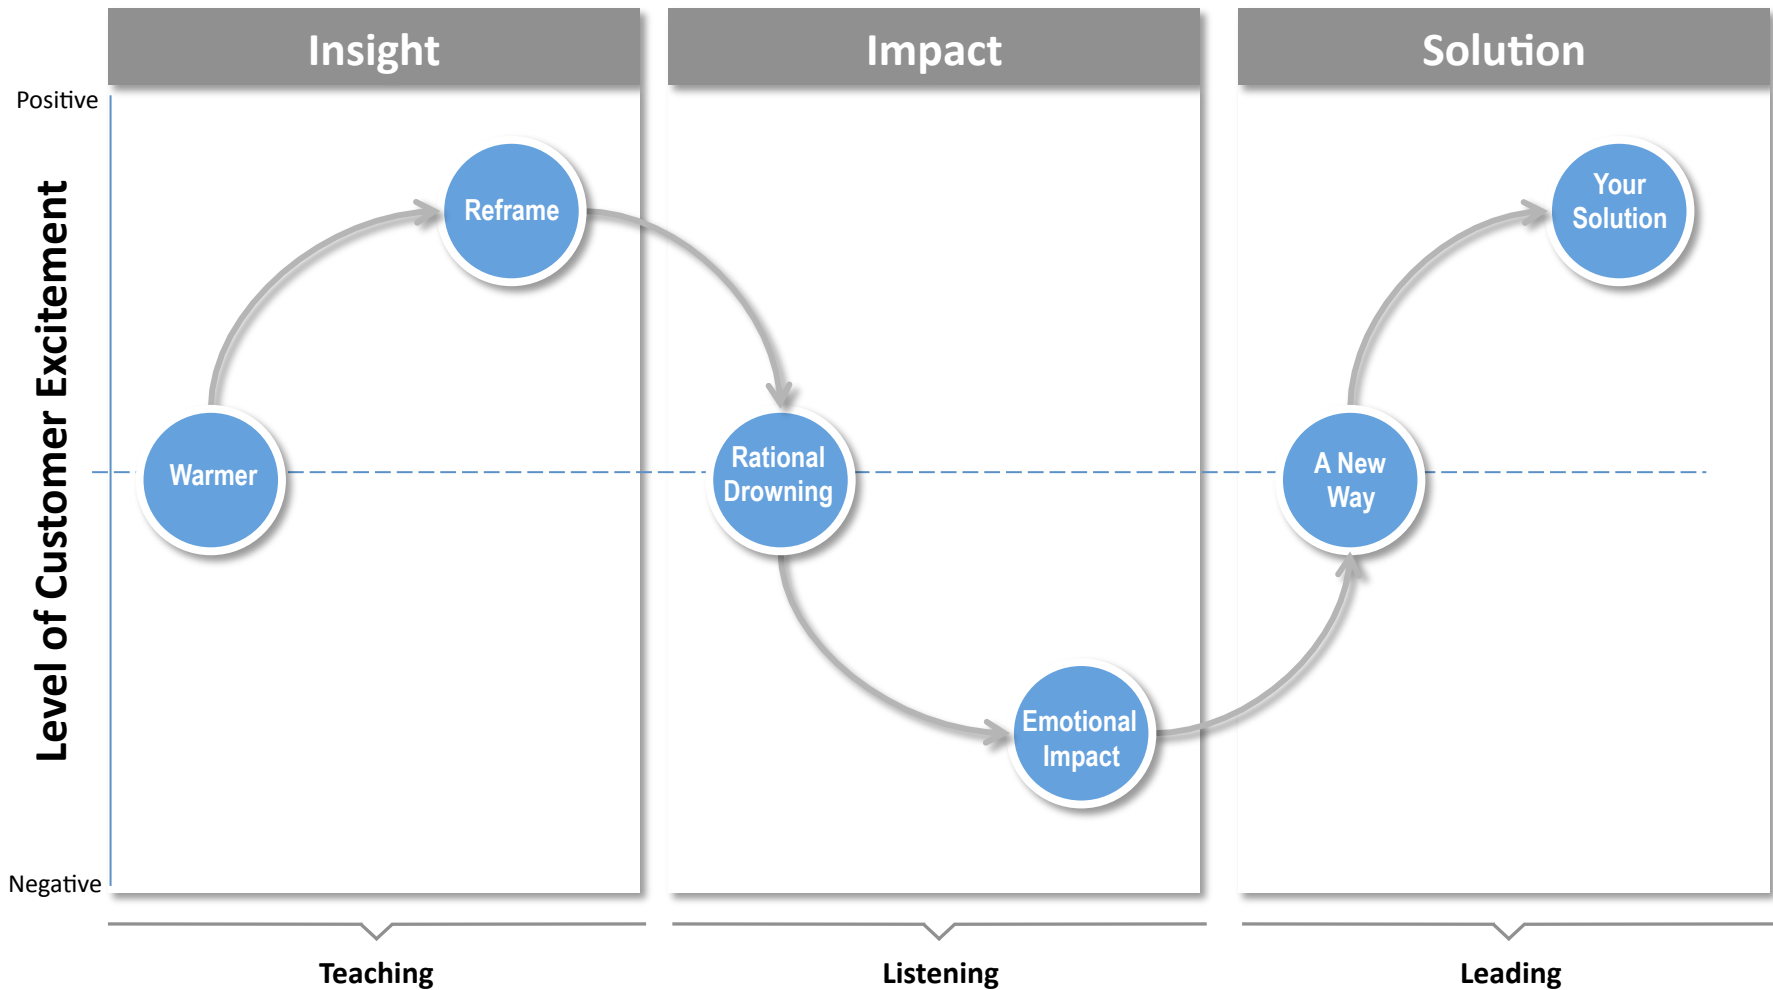 Insight
Impact
Solution
Positive
Level of Customer Excitement
Negative
Warmer
Reframe
Rational
Drowning
Emotional
Impact
A New
Way
Your
Solution
Teaching
Listening
Leading